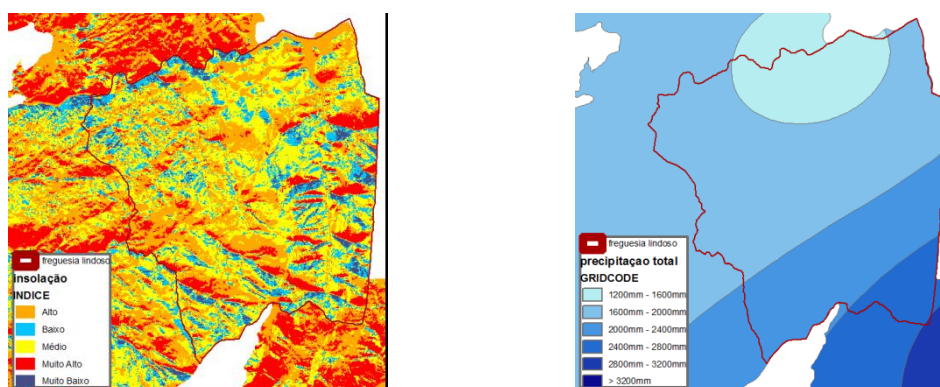 freguesia lindoso
insolação
INDICE
Alto
Baixo
Médio
Muito Alto
Muito Baixo
freguesia lindoso
precipitaçao total
GRIDCODE
1200mm - 1600mm
1600mm - 2000mm
2000mm - 2400mm
2400mm - 2800mm
2800mm - 3200mm
> 3200mm